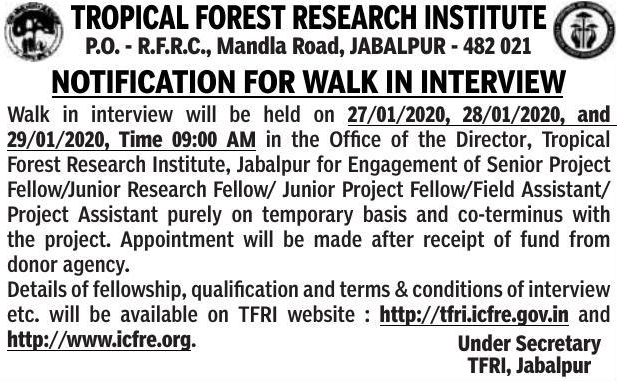 TROPICAL FOREST RESEARCH INSTITUTE
P.O. - R.F.R.C., Mandla Road, JABALPUR - 482 021
NOTIFICATION FOR WALK IN INTERVIEW
Walk in interview will be held on 27/01/2020, 28/01/2020, and
29/01/2020, Time 09:00 AM in the Office of the Director, Tropical
Forest Research Institute, Jabalpur for Engagement of Senior Project
Fellow/Junior Research Fellow/ Junior Project Fellow/Field Assistant/
Project Assistant purely on temporary basis and co-terminus with
the project. Appointment will be made after receipt of fund from
donor agency.
Details of fellowship, qualification and terms & conditions of interview
etc. will be available on TFRI website : http://tfri.icfre.gov.in and
http://www.icfre.org.
Under Secretary
TFRI, Jabalpur